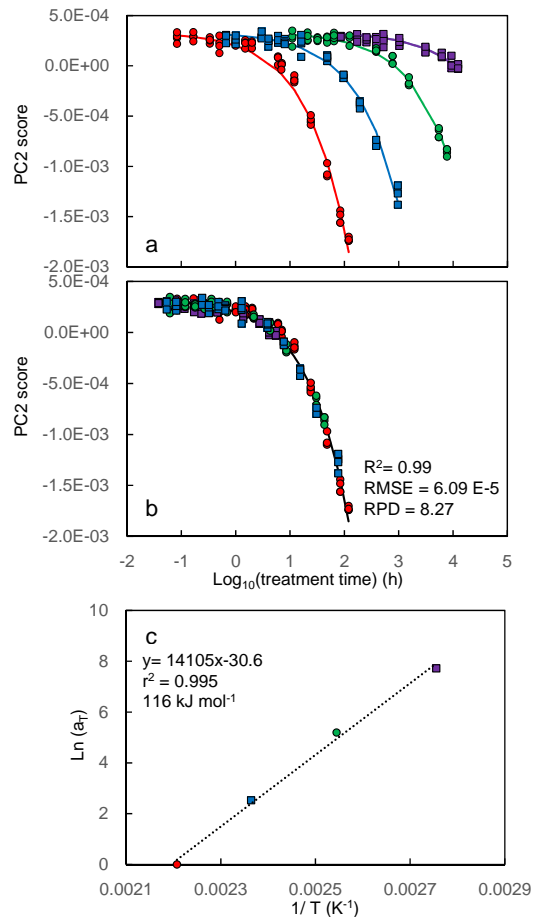 5.0E-04
0.0E+00
-5.0E-04
-1.0E-03
-1.5E-03
-2.0E-03
PC2 score
a
5.0E-04
0.0E+00
-5.0E-04
-1.0E-03
-1.5E-03
-2.0E-03
PC2 score
b
R²= 0.99
RMSE = 6.09 E-5
RPD = 8.27
-2 -1 0 1 2 3 4 5
Log₁₀(treatment time) (h)
c
y= 14105x-30.6
r² = 0.995
116 kJ mol⁻¹
10
8
6
4
2
0
Ln (a_T)
0.0021 0.0023 0.0025 0.0027 0.0029
1/ T (K⁻¹)